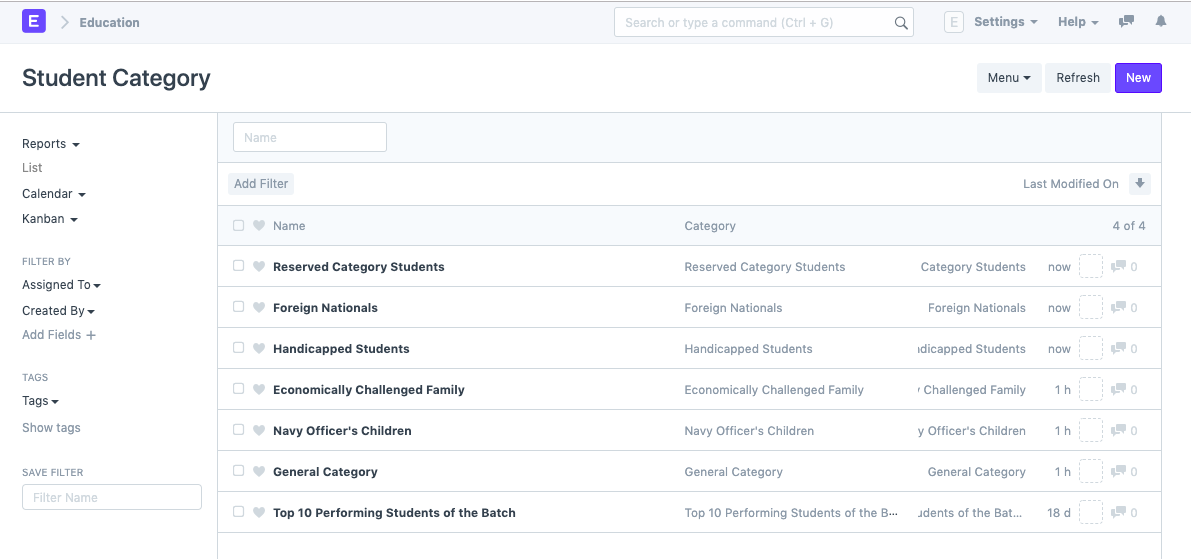 E Education Search or type a command (Ctrl + G) E Settings Help
Student Category Menu Refresh New
Reports
List
Calendar
Kanban
FILTER BY
Assigned To
Created By
Add Fields
TAGS
Tags
Show tags
SAVE FILTER
Filter Name
Name
Add Filter Last Modified On
Name Category 4 of 4
Reserved Category Students Reserved Category Students Category Students now 0
Foreign Nationals Foreign Nationals Foreign Nationals now 0
Handicapped Students Handicapped Students dicapped Students now 0
Economically Challenged Family Economically Challenged Family Challenged Family 1 h 0
Navy Officer's Children Navy Officer's Children y Officer's Children 1 h 0
General Category General Category General Category 1 h 0
Top 10 Performing Students of the Batch Top 10 Performing Students of the B... udents of the Bat... 18 d 0